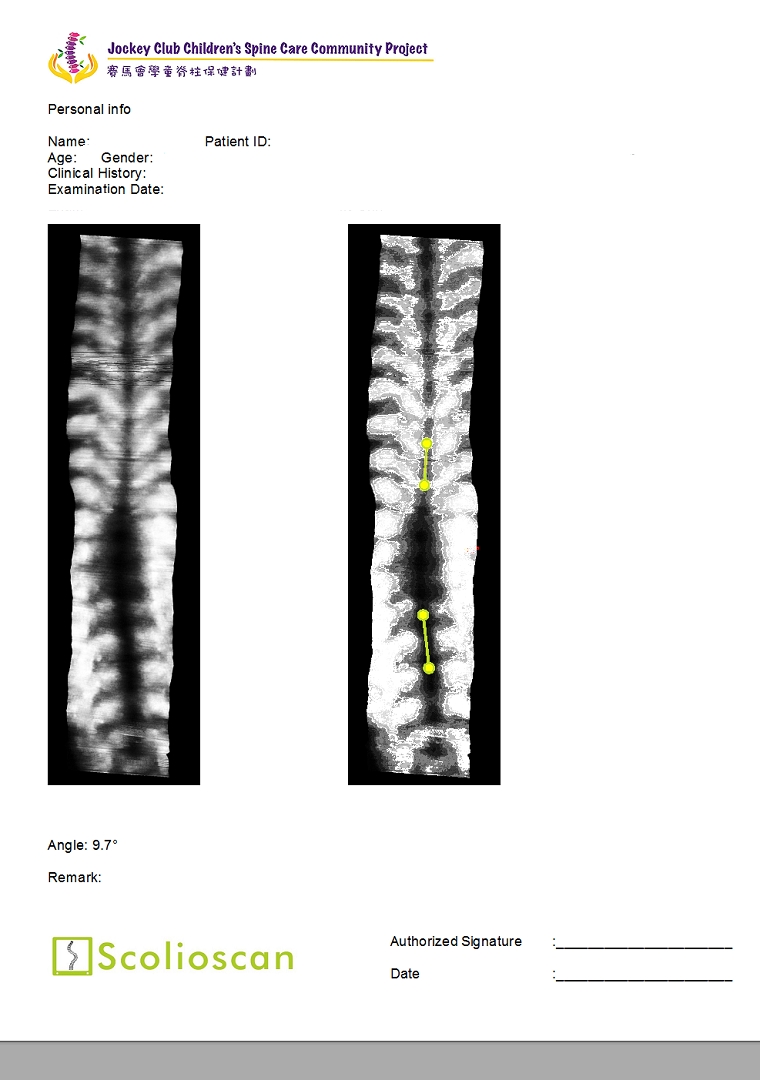 Jockey Club Children's Spine Care Community Project
賽馬會學童脊柱保健計劃
Personal info
Name: Patient ID:
Age: Gender:
Clinical History:
Examination Date:
Angle: 9.7°
Remark:
Scolioscan
Authorized Signature :
Date :